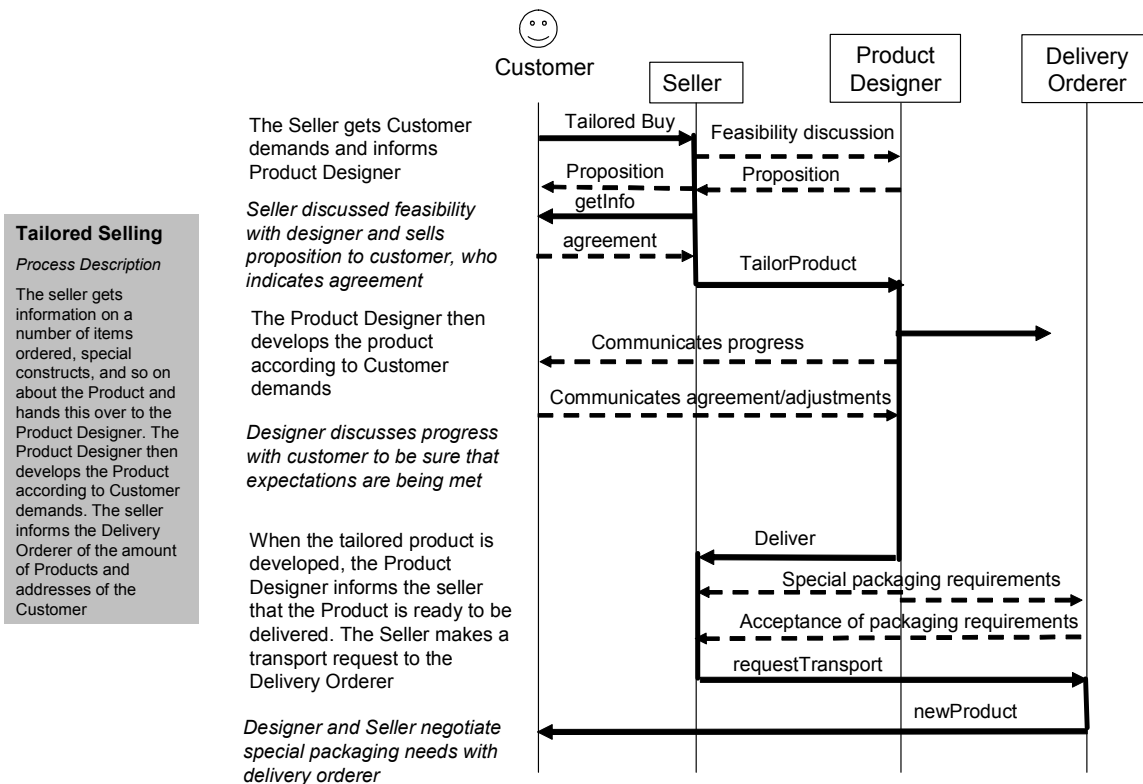 Customer
Seller
Product
Designer
Delivery
Orderer
The Seller gets Customer
demands and informs
Product Designer
Seller discussed feasibility
with designer and sells
proposition to customer, who
indicates agreement
The Product Designer then
develops the product
according to Customer
demands
Designer discusses progress
with customer to be sure that
expectations are being met
When the tailored product is
developed, the Product
Designer informs the seller
that the Product is ready to be
delivered. The Seller makes a
transport request to the
Delivery Orderer
Designer and Seller negotiate
special packaging needs with
delivery orderer
Tailored Selling
Process Description
The seller gets
information on a
number of items
ordered, special
constructs, and so on
about the Product and
hands this over to the
Product Designer. The
Product Designer then
develops the Product
according to Customer
demands. The seller
informs the Delivery
Orderer of the amount
of Products and
addresses of the
Customer
Tailored Buy
Feasibility discussion
Proposition
Proposition
getInfo
agreement
TailorProduct
Communicates progress
Communicates agreement/adjustments
Deliver
Special packaging requirements
Acceptance of packaging requirements
requestTransport
newProduct